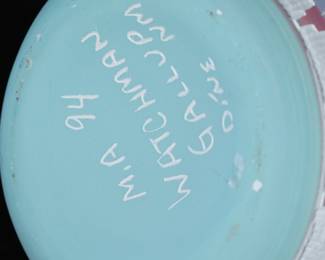 M.A 94
WATCHMAN
GALLUP NM
DINE